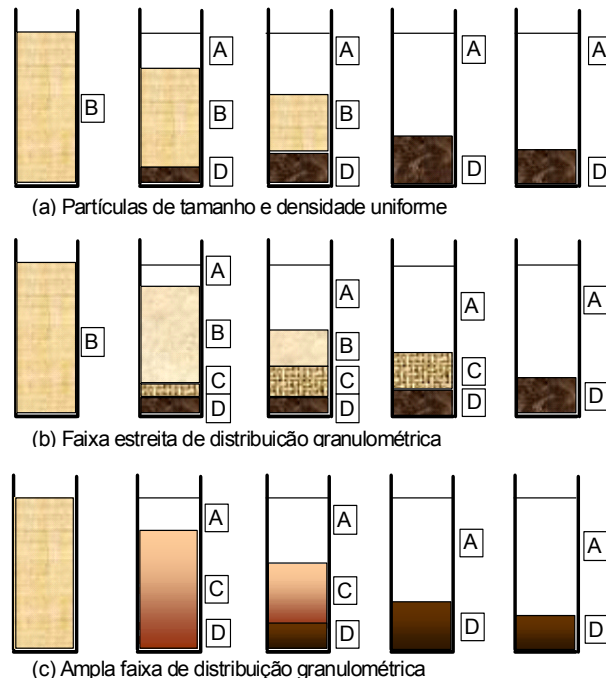 A A A A
B B B
D D D D
(a) Partículas de tamanho e densidade uniforme
A A A A
B B B
C C C
D D D D
(b) Faixa estreita de distribuição granulométrica
A A A A
C C
D D D D
(c) Ampla faixa de distribuição granulométrica